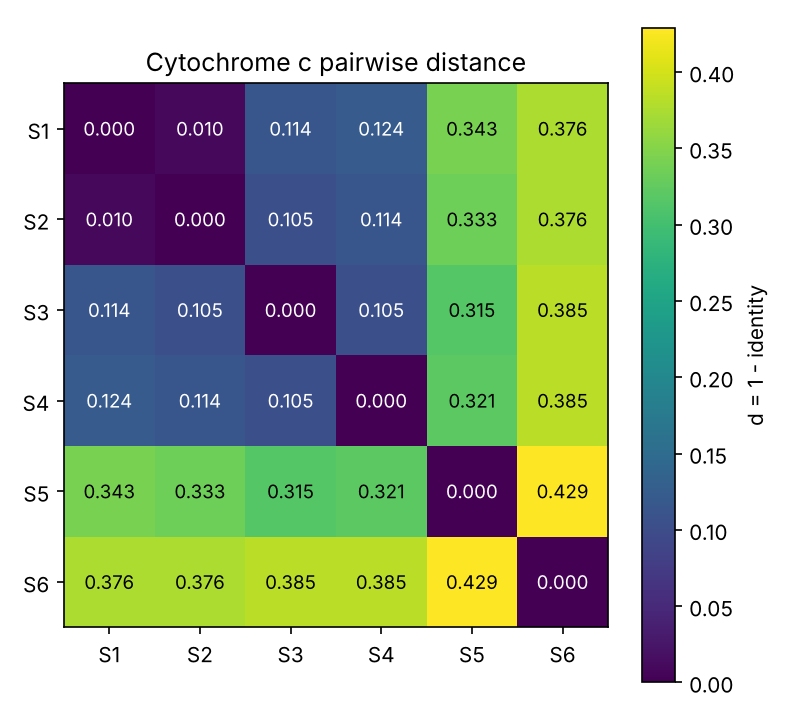 Cytochrome c pairwise distance
S1 0.000 0.010 0.114 0.124 0.343 0.376
S2 0.010 0.000 0.105 0.114 0.333 0.376
S3 0.114 0.105 0.000 0.105 0.315 0.385
S4 0.124 0.114 0.105 0.000 0.321 0.385
S5 0.343 0.333 0.315 0.321 0.000 0.429
S6 0.376 0.376 0.385 0.385 0.429 0.000
S1 S2 S3 S4 S5 S6
0.40
0.35
0.30
0.25
0.20
0.15
0.10
0.05
0.00
d = 1 - identity